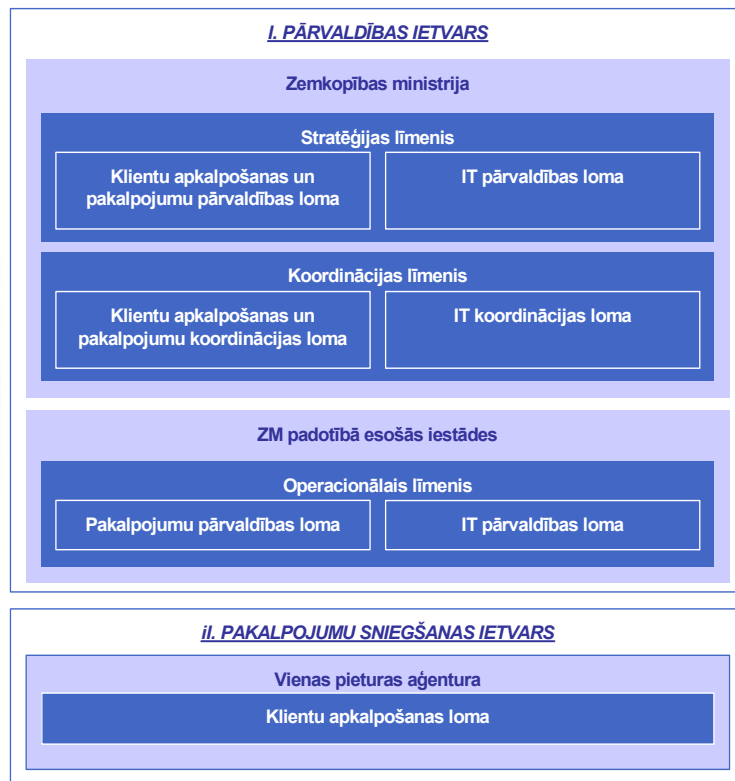 I. PĀRVALDĪBAS IETVARS
Zemkopības ministrija
Stratēģijas līmenis
Klientu apkalpošanas un
pakalpojumu pārvaldības loma
IT pārvaldības loma
Koordinācijas līmenis
Klientu apkalpošanas un
pakalpojumu koordinācijas loma
IT koordinācijas loma
ZM padotībā esošās iestādes
Operacionālais līmenis
Pakalpojumu pārvaldības loma
IT pārvaldības loma
iI. PAKALPOJUMU SNIEGŠANAS IETVARS
Vienas pieturas aģentura
Klientu apkalpošanas loma